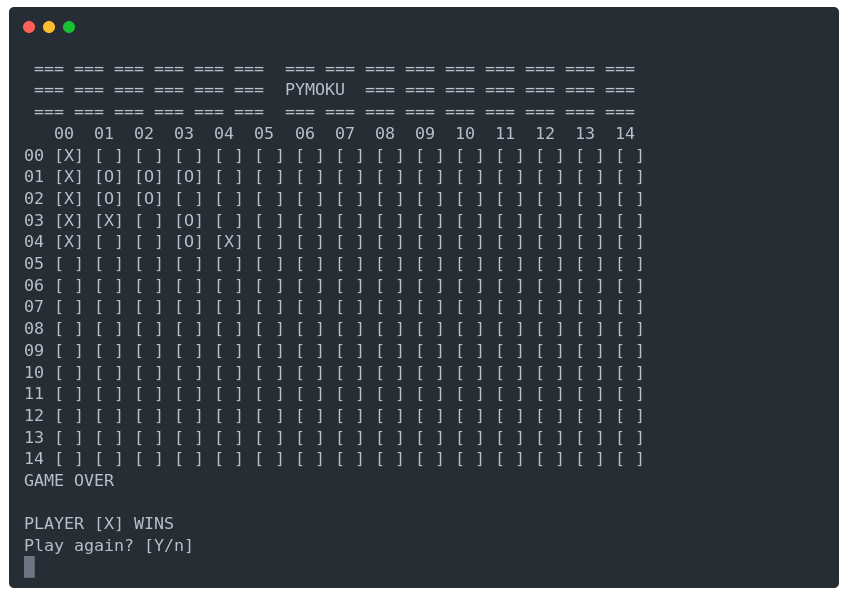 === === === === === ===  === === === === === === === === ===
=== === === === === ===  PYMOKU  === === === === === === ===
=== === === === === ===  === === === === === === === === ===
   00  01  02  03  04  05  06  07  08  09  10  11  12  13  14
00 [X] [ ] [ ] [ ] [ ] [ ] [ ] [ ] [ ] [ ] [ ] [ ] [ ] [ ] [ ]
01 [X] [O] [O] [O] [ ] [ ] [ ] [ ] [ ] [ ] [ ] [ ] [ ] [ ] [ ]
02 [X] [O] [O] [ ] [ ] [ ] [ ] [ ] [ ] [ ] [ ] [ ] [ ] [ ] [ ]
03 [X] [X] [ ] [O] [ ] [ ] [ ] [ ] [ ] [ ] [ ] [ ] [ ] [ ] [ ]
04 [X] [ ] [ ] [O] [X] [ ] [ ] [ ] [ ] [ ] [ ] [ ] [ ] [ ] [ ]
05 [ ] [ ] [ ] [ ] [ ] [ ] [ ] [ ] [ ] [ ] [ ] [ ] [ ] [ ] [ ]
06 [ ] [ ] [ ] [ ] [ ] [ ] [ ] [ ] [ ] [ ] [ ] [ ] [ ] [ ] [ ]
07 [ ] [ ] [ ] [ ] [ ] [ ] [ ] [ ] [ ] [ ] [ ] [ ] [ ] [ ] [ ]
08 [ ] [ ] [ ] [ ] [ ] [ ] [ ] [ ] [ ] [ ] [ ] [ ] [ ] [ ] [ ]
09 [ ] [ ] [ ] [ ] [ ] [ ] [ ] [ ] [ ] [ ] [ ] [ ] [ ] [ ] [ ]
10 [ ] [ ] [ ] [ ] [ ] [ ] [ ] [ ] [ ] [ ] [ ] [ ] [ ] [ ] [ ]
11 [ ] [ ] [ ] [ ] [ ] [ ] [ ] [ ] [ ] [ ] [ ] [ ] [ ] [ ] [ ]
12 [ ] [ ] [ ] [ ] [ ] [ ] [ ] [ ] [ ] [ ] [ ] [ ] [ ] [ ] [ ]
13 [ ] [ ] [ ] [ ] [ ] [ ] [ ] [ ] [ ] [ ] [ ] [ ] [ ] [ ] [ ]
14 [ ] [ ] [ ] [ ] [ ] [ ] [ ] [ ] [ ] [ ] [ ] [ ] [ ] [ ] [ ]
GAME OVER
PLAYER [X] WINS
Play again? [Y/n]